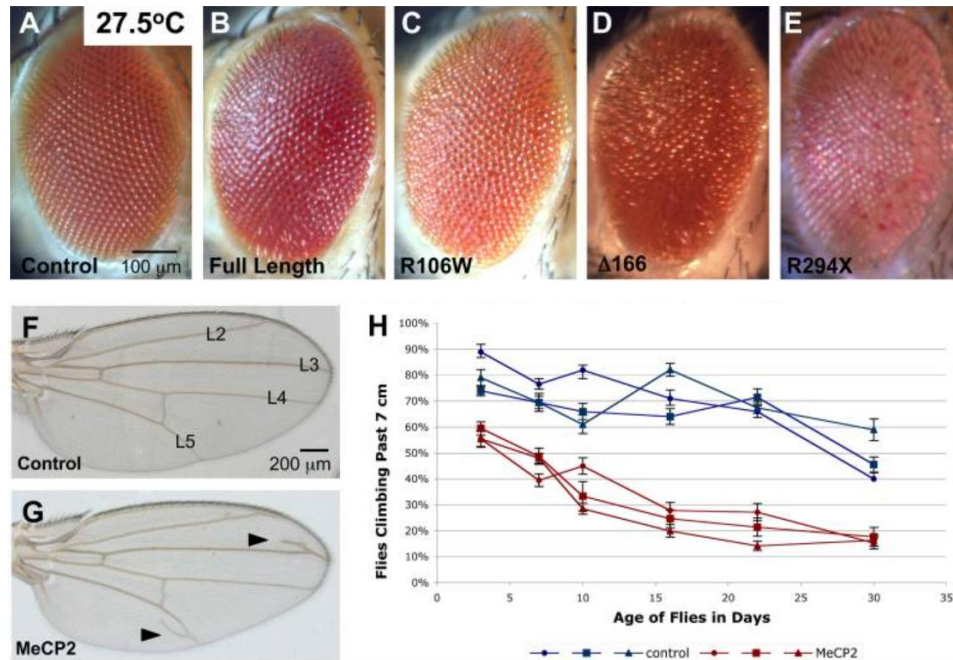 A
27.5°C
B
C
D
E
Control
100 µm
Full Length
R106W
Δ166
R294X
F
L2
L3
L4
L5
Control
200 µm
G
MeCP2
H
100%
90%
80%
70%
60%
50%
40%
30%
20%
10%
0%
Flies Climbing Past 7 cm
0 5 10 15 20 25 30 35
Age of Flies in Days
control MeCP2